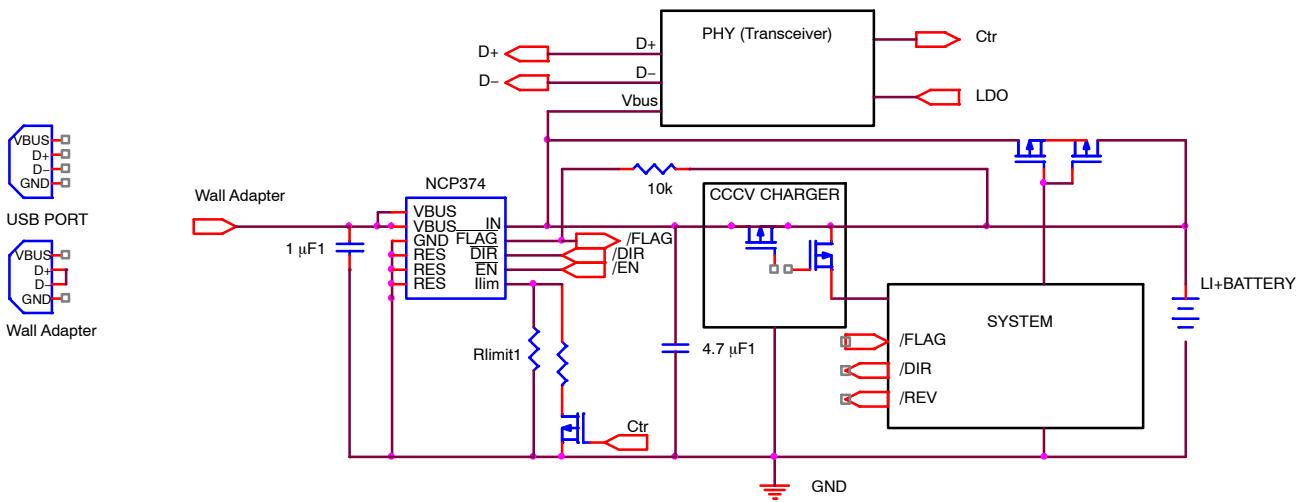 PHY (Transceiver)
D+
D−
Vbus
D+
D−
Ctr
LDO
VBUS
D+
D−
GND
USB PORT
VBUS
D+
D−
GND
Wall Adapter
Wall Adapter
1 μF1
NCP374
VBUS
VBUS
GND
RES
RES
RES
IN
FLAG
DIR
EN
Ilim
/FLAG
/DIR
/EN
10k
Rlimit1
Ctr
4.7 μF1
CCCV CHARGER
SYSTEM
/FLAG
/DIR
/REV
LI+BATTERY
GND